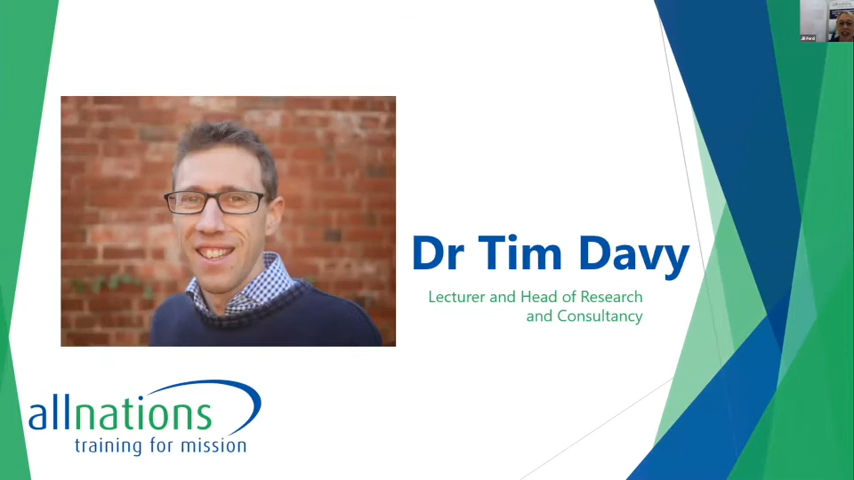 Dr Tim Davy
Lecturer and Head of Research
and Consultancy
allnations
training for mission